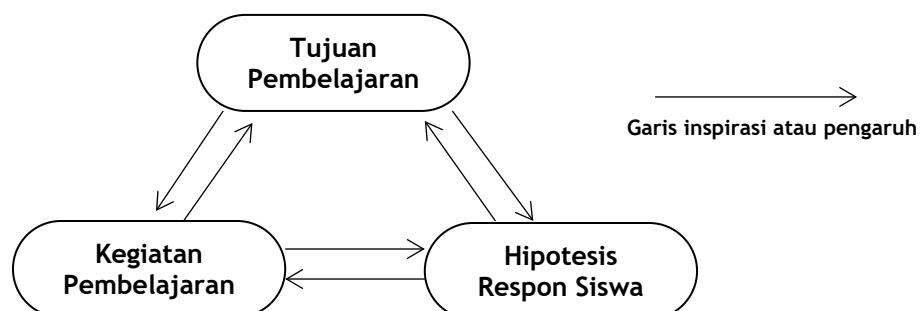 Tujuan
Pembelajaran
Garis inspirasi atau pengaruh
Kegiatan
Pembelajaran
Hipotesis
Respon Siswa